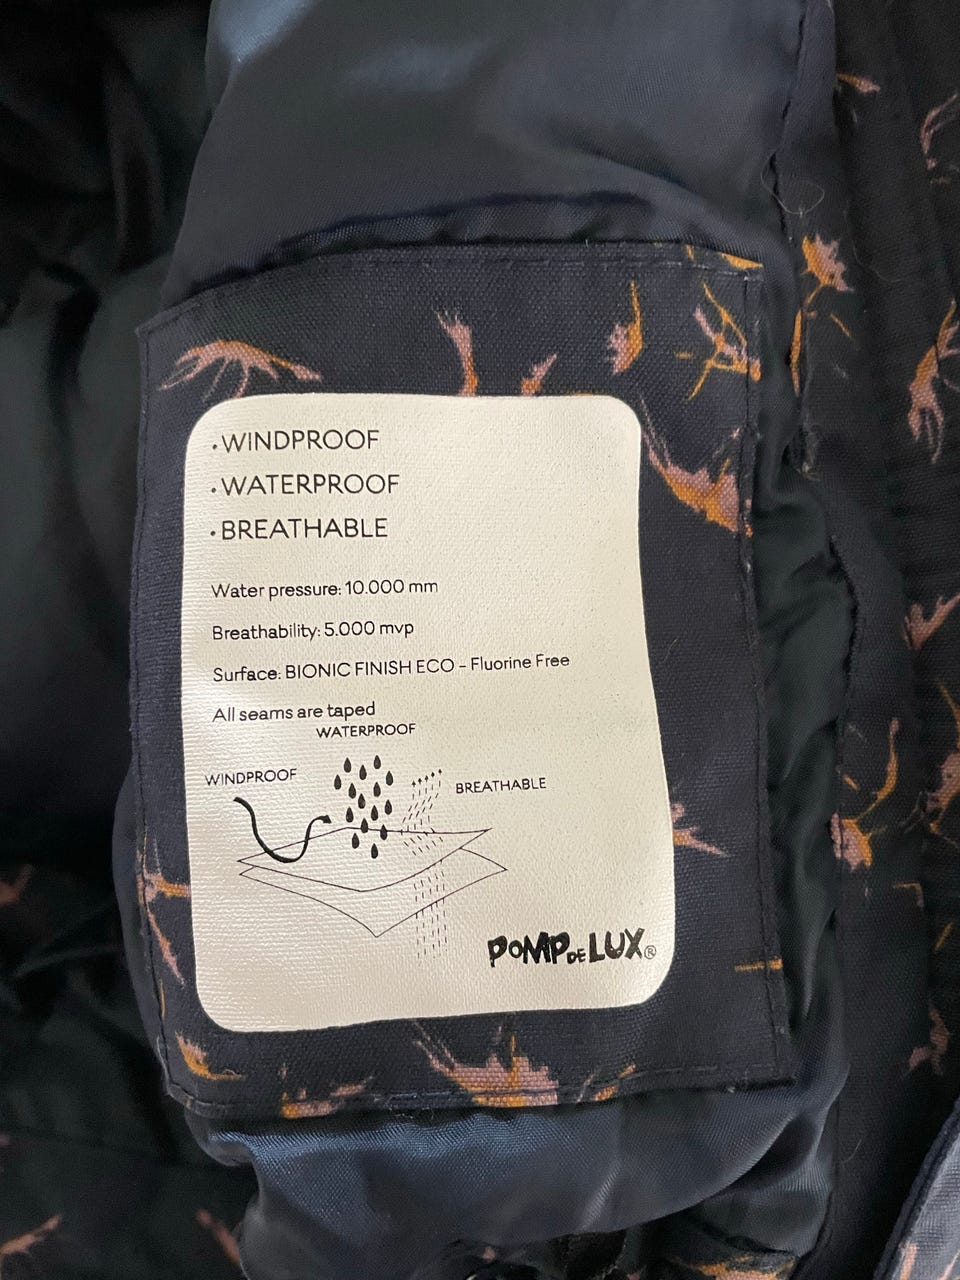 • WINDPROOF
• WATERPROOF
• BREATHABLE
Water pressure: 10.000 mm
Breathability: 5.000 mvp
Surface: BIONIC FINISH ECO - Fluorine Free
All seams are taped
WATERPROOF
WINDPROOF
BREATHABLE
POMPDELUX®